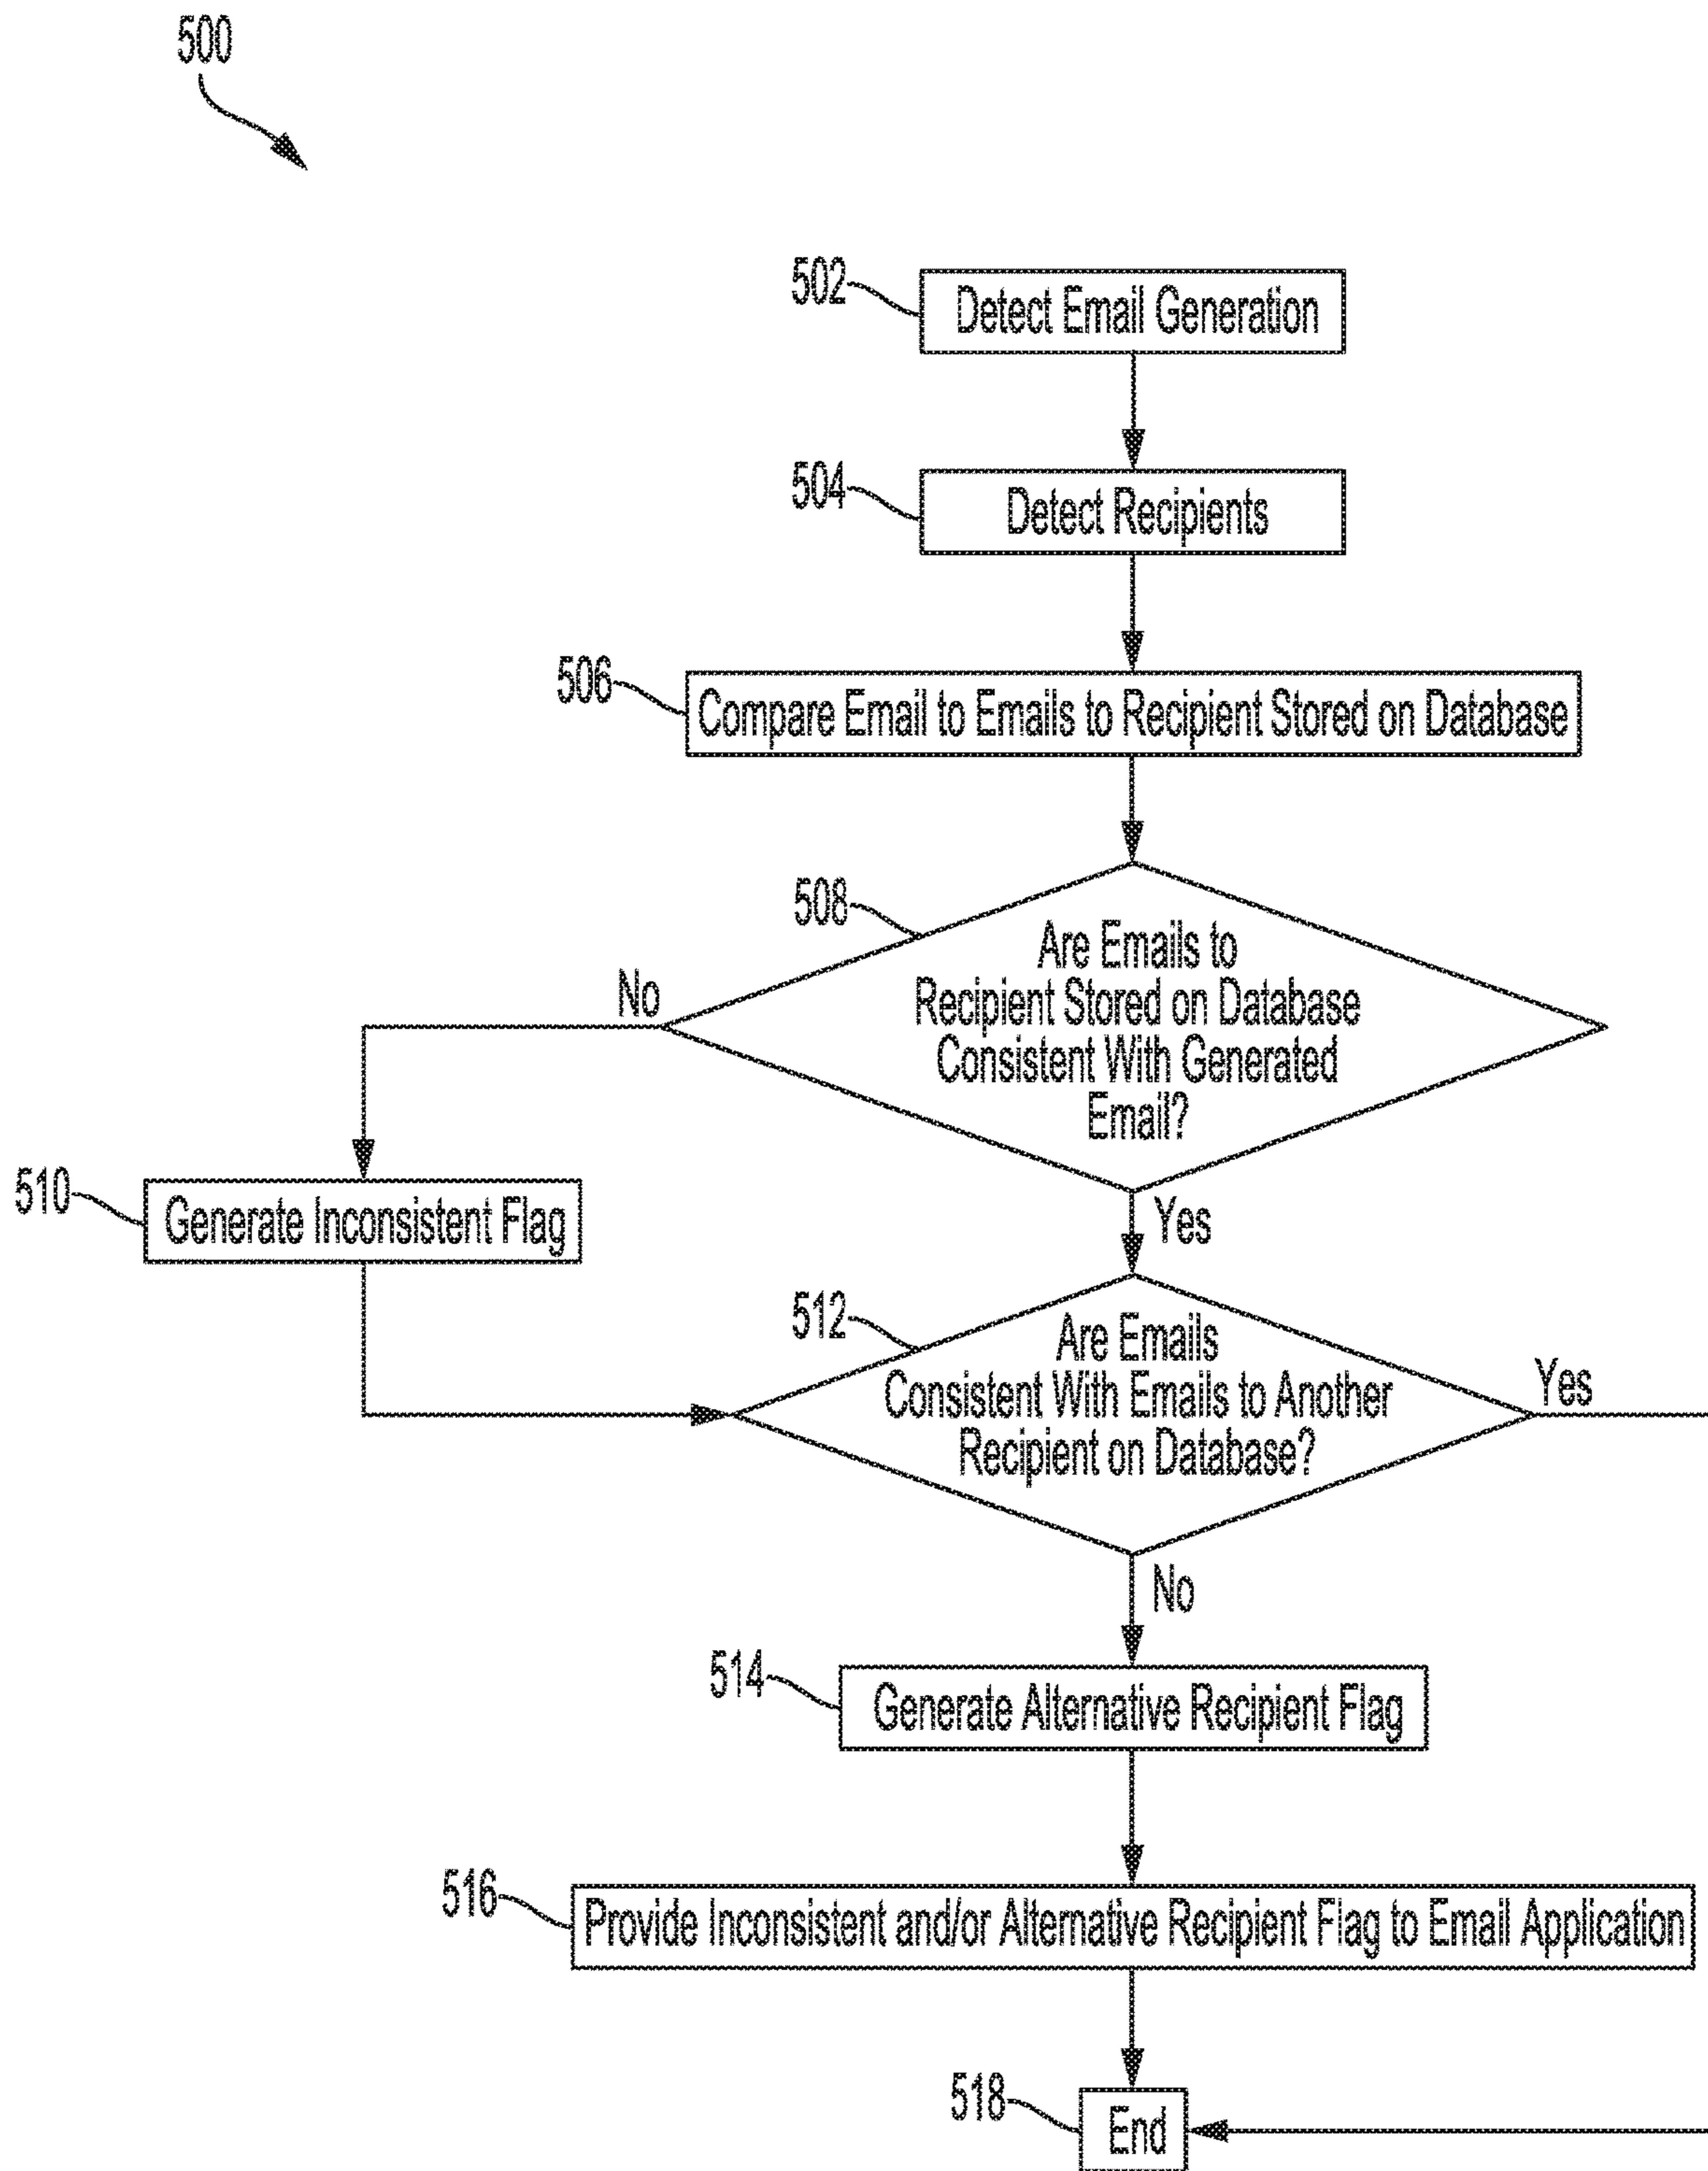 500
502
Detect Email Generation
504
Detect Recipients
506
Compare Email to Emails to Recipient Stored on Database
508
Are Emails to
Recipient Stored on Database
Consistent With Generated
Email?
No
Yes
510
Generate Inconsistent Flag
512
Are Emails
Consistent With Emails to Another
Recipient on Database?
Yes
No
514
Generate Alternative Recipient Flag
516
Provide Inconsistent and/or Alternative Recipient Flag to Email Application
518
End